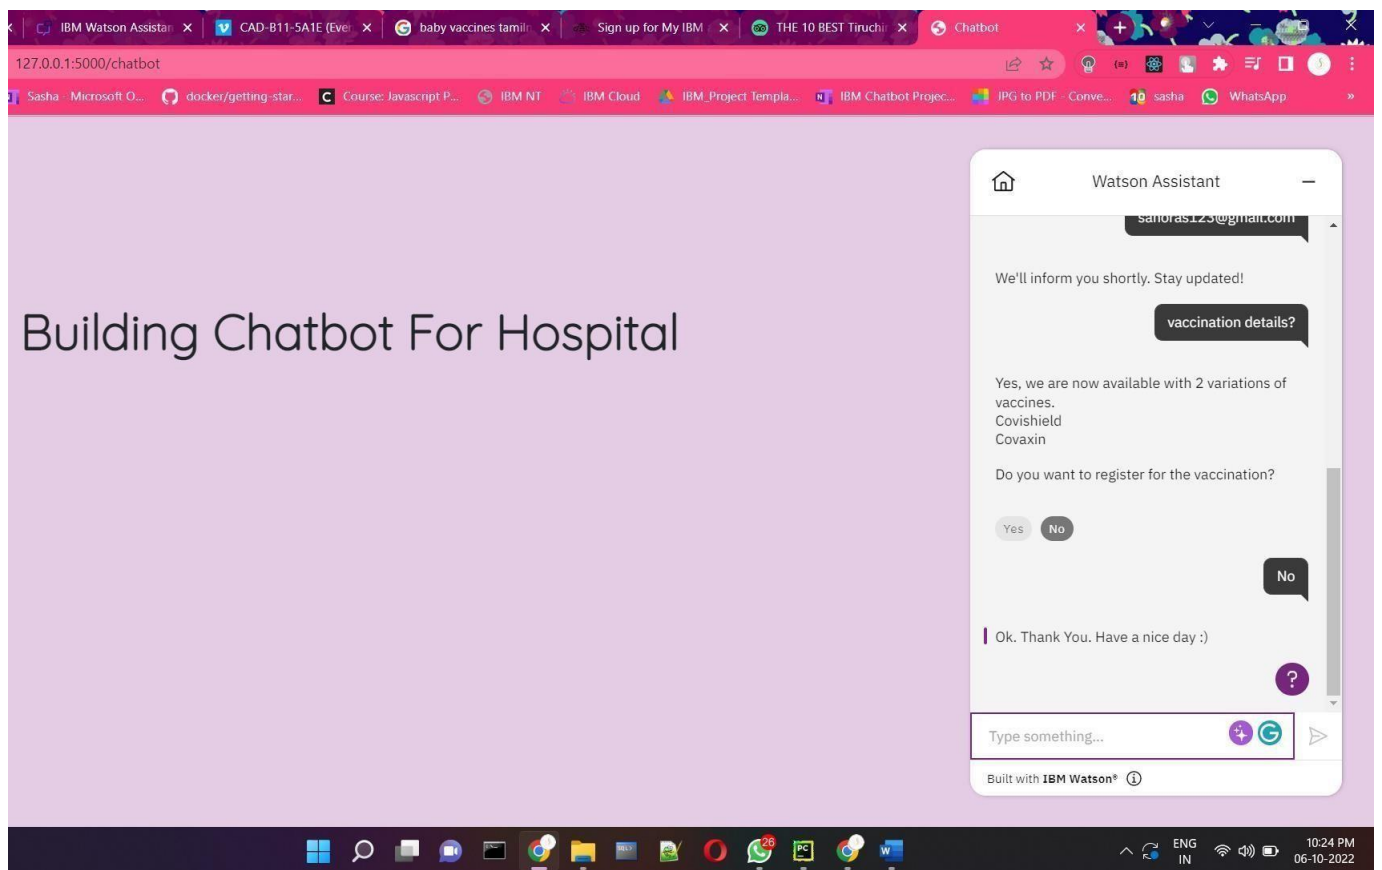 IBM Watson Assistan
CAD-B11-5A1E (Ever
baby vaccines tamiln
Sign up for My IBM
THE 10 BEST Tiruchir
Chatbot
127.0.0.1:5000/chatbot
Sasha - Microsoft O...
docker/getting-star...
Course: Javascript P...
IBM NT
IBM Cloud
IBM_Project Templa...
IBM Chatbot Projec...
JPG to PDF - Conve...
sasha
WhatsApp
»
Watson Assistant
We'll inform you shortly. Stay updated!
vaccination details?
Building Chatbot For Hospital
Yes, we are now available with 2 variations of
vaccines.
Covishield
Covaxin
Do you want to register for the vaccination?
Yes No
No
Ok. Thank You. Have a nice day :)
?
Type something...
Built with IBM Watson®
26
ENG
IN
10:24 PM
06-10-2022